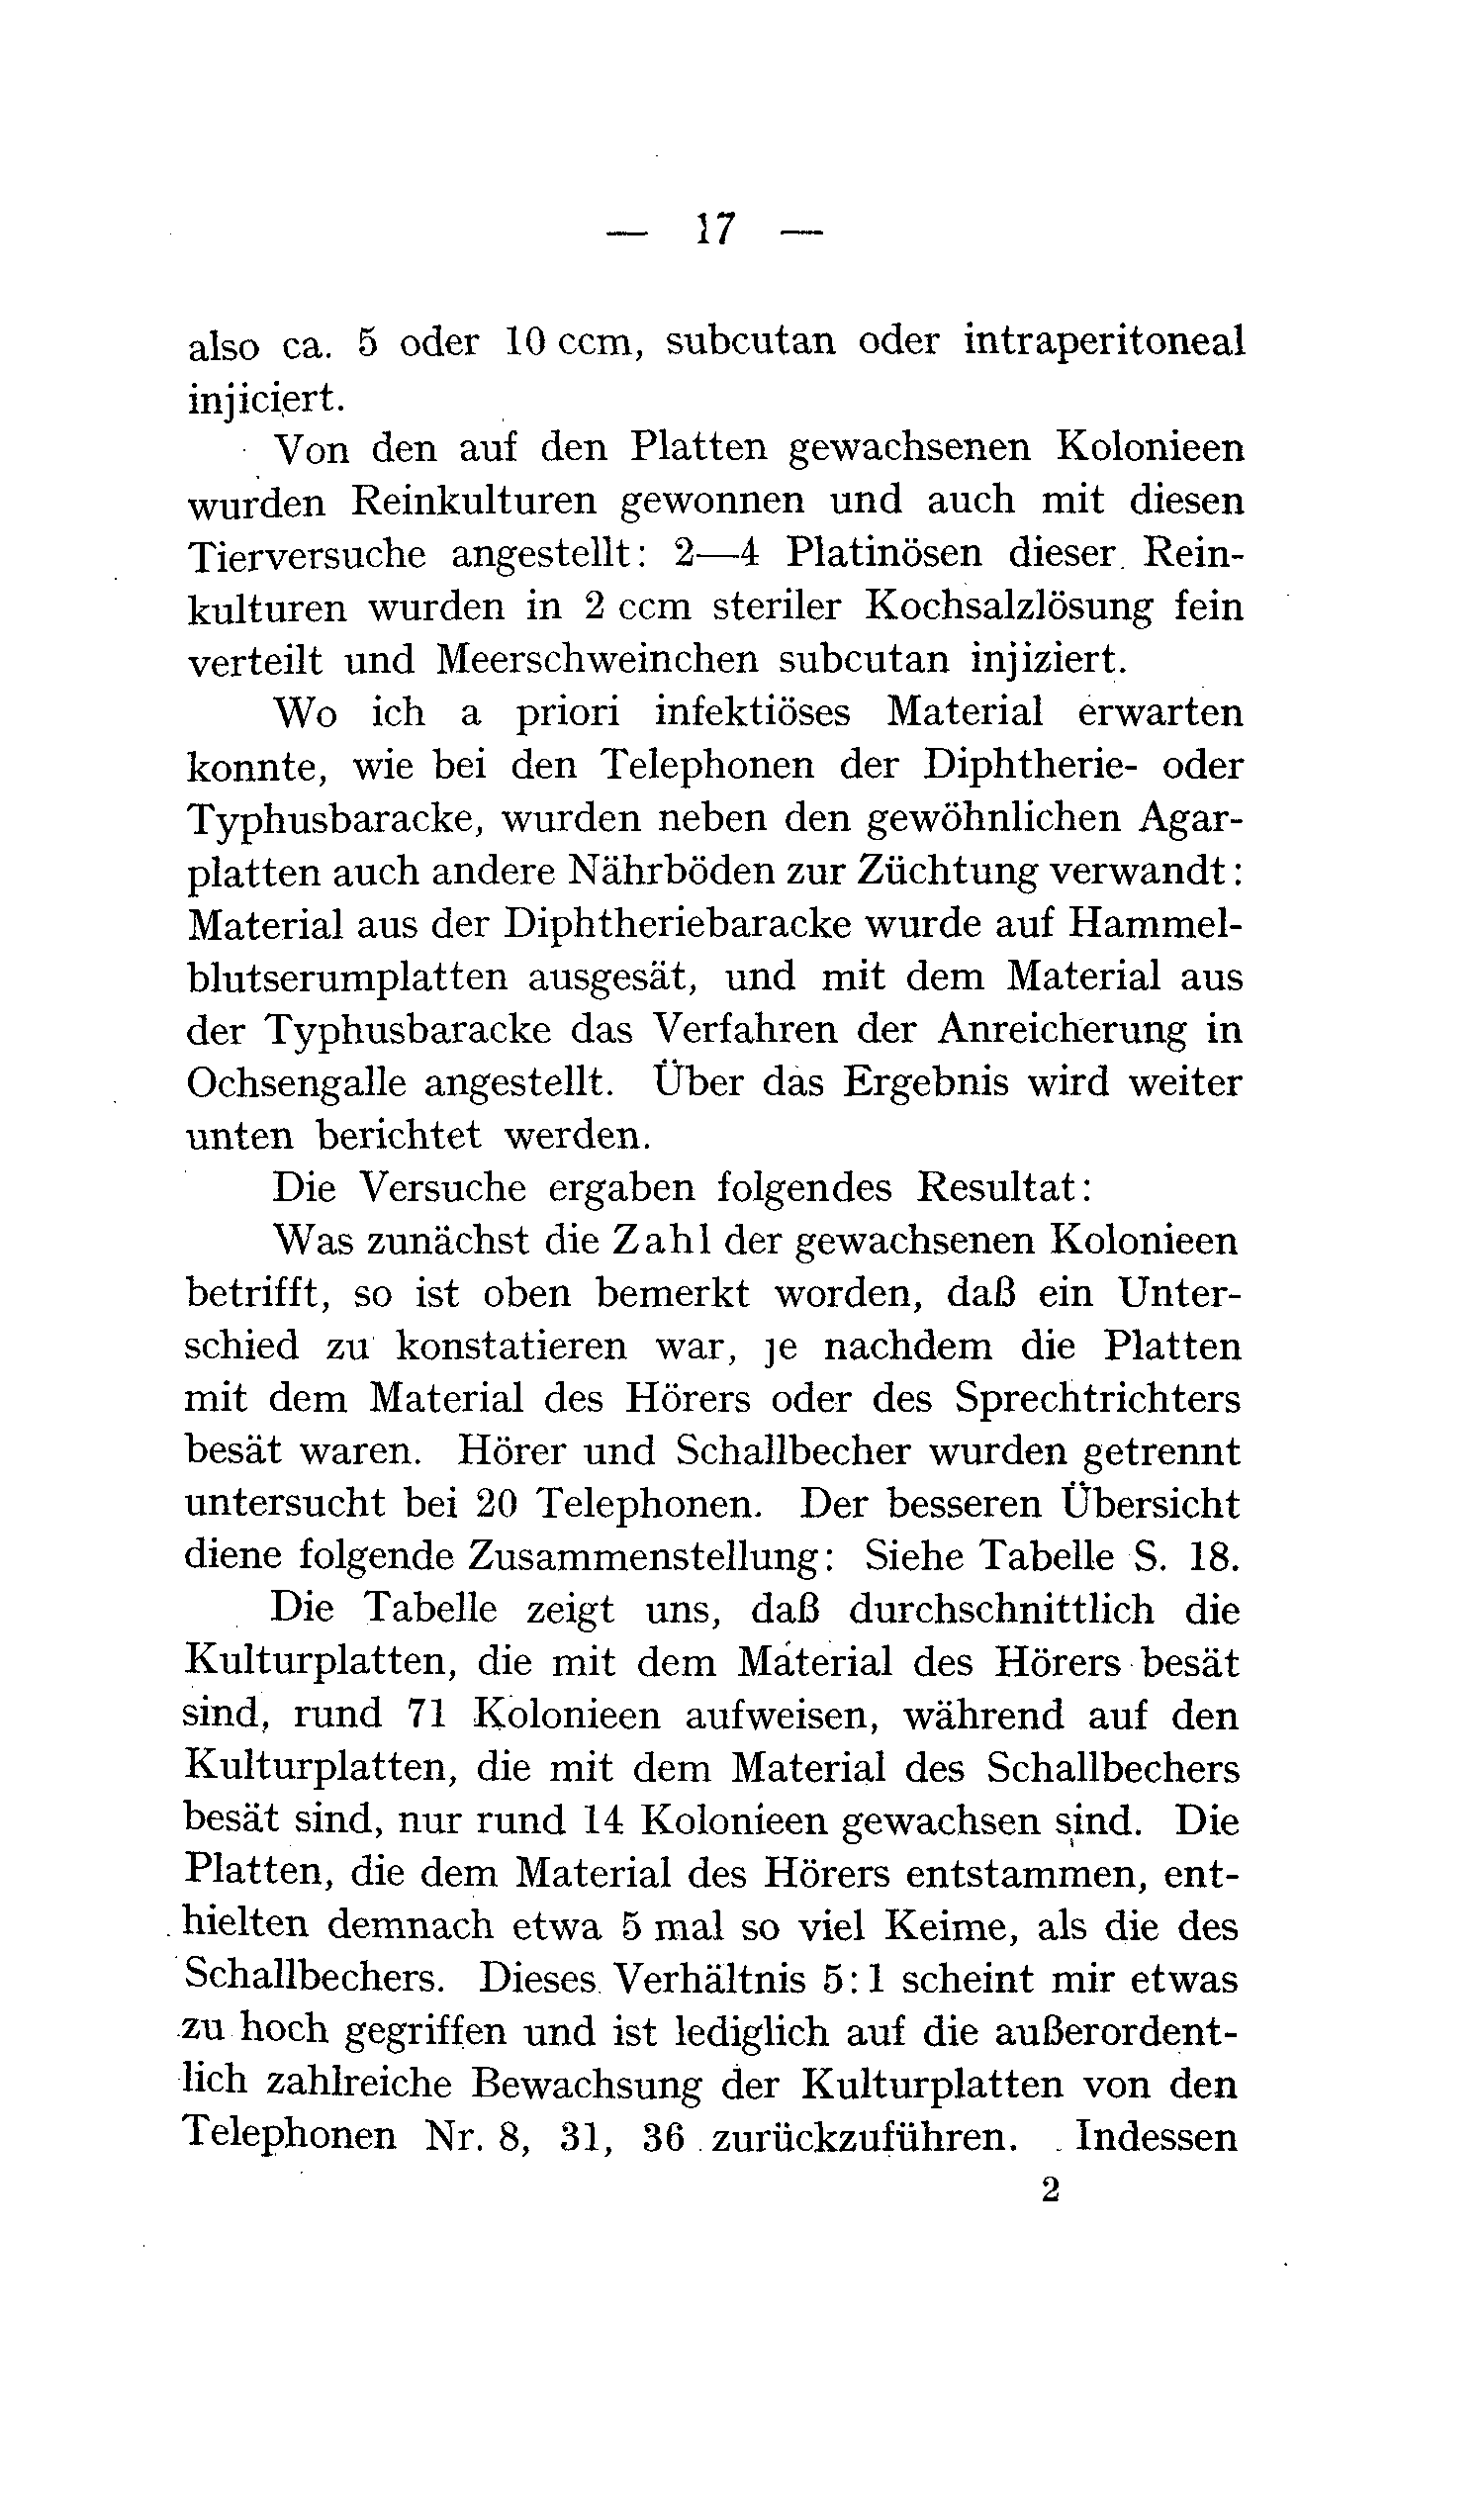 — 17 —
also ca. 5 oder 10 ccm, subcutan oder intraperitoneal
injiciert.
Von den auf den Platten gewachsenen Kolonieen
wurden Reinkulturen gewonnen und auch mit diesen
Tierversuche angestellt: 2—4 Platinösen dieser Rein-
kulturen wurden in 2 ccm steriler Kochsalzlösung fein
verteilt und Meerschweinchen subcutan injiziert.
Wo ich a priori infektiöses Material erwarten
konnte, wie bei den Telephonen der Diphtherie- oder
Typhusbaracke, wurden neben den gewöhnlichen Agar-
platten auch andere Nährböden zur Züchtung verwandt:
Material aus der Diphtheriebaracke wurde auf Hammel-
blutserumplatten ausgesät, und mit dem Material aus
der Typhusbaracke das Verfahren der Anreicherung in
Ochsengalle angestellt. Über das Ergebnis wird weiter
unten berichtet werden.
Die Versuche ergaben folgendes Resultat:
Was zunächst die Zahl der gewachsenen Kolonieen
betrifft, so ist oben bemerkt worden, daß ein Unter-
schied zu konstatieren war, je nachdem die Platten
mit dem Material des Hörers oder des Sprechtrichters
besät waren. Hörer und Schallbecher wurden getrennt
untersucht bei 20 Telephonen. Der besseren Übersicht
diene folgende Zusammenstellung: Siehe Tabelle S. 18.
Die Tabelle zeigt uns, daß durchschnittlich die
Kulturplatten, die mit dem Material des Hörers besät
sind, rund 71 Kolonieen aufweisen, während auf den
Kulturplatten, die mit dem Material des Schallbechers
besät sind, nur rund 14 Kolonieen gewachsen sind. Die
Platten, die dem Material des Hörers entstammen, ent-
hielten demnach etwa 5 mal so viel Keime, als die des
Schallbechers. Dieses Verhältnis 5:1 scheint mir etwas
zu hoch gegriffen und ist lediglich auf die außerordent-
lich zahlreiche Bewachsung der Kulturplatten von den
Telephonen Nr. 8, 31, 36 zurückzuführen. Indessen
2